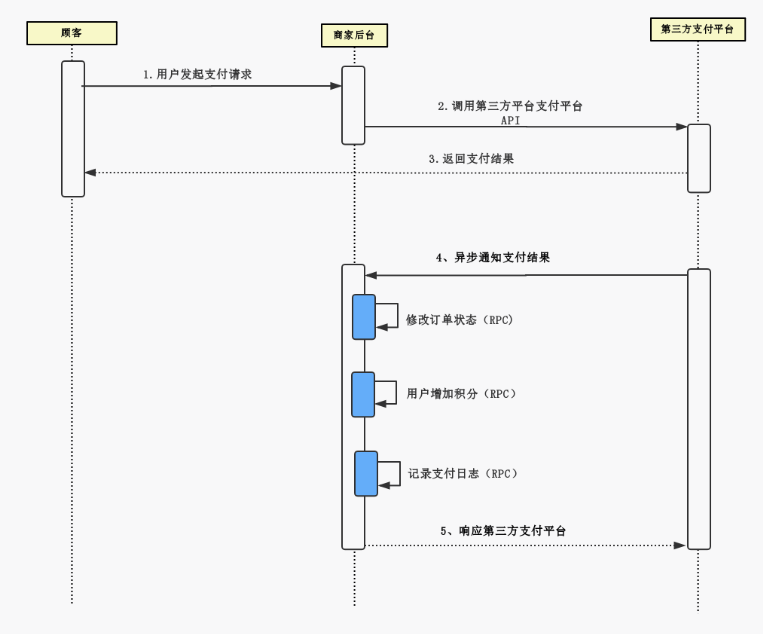 顾客
商家后台
第三方支付平台
1.用户发起支付请求
2.调用第三方平台支付平台
API
3.返回支付结果
4、异步通知支付结果
修改订单状态（RPC)
用户增加积分（RPC）
记录支付日志（RPC）
5、响应第三方支付平台